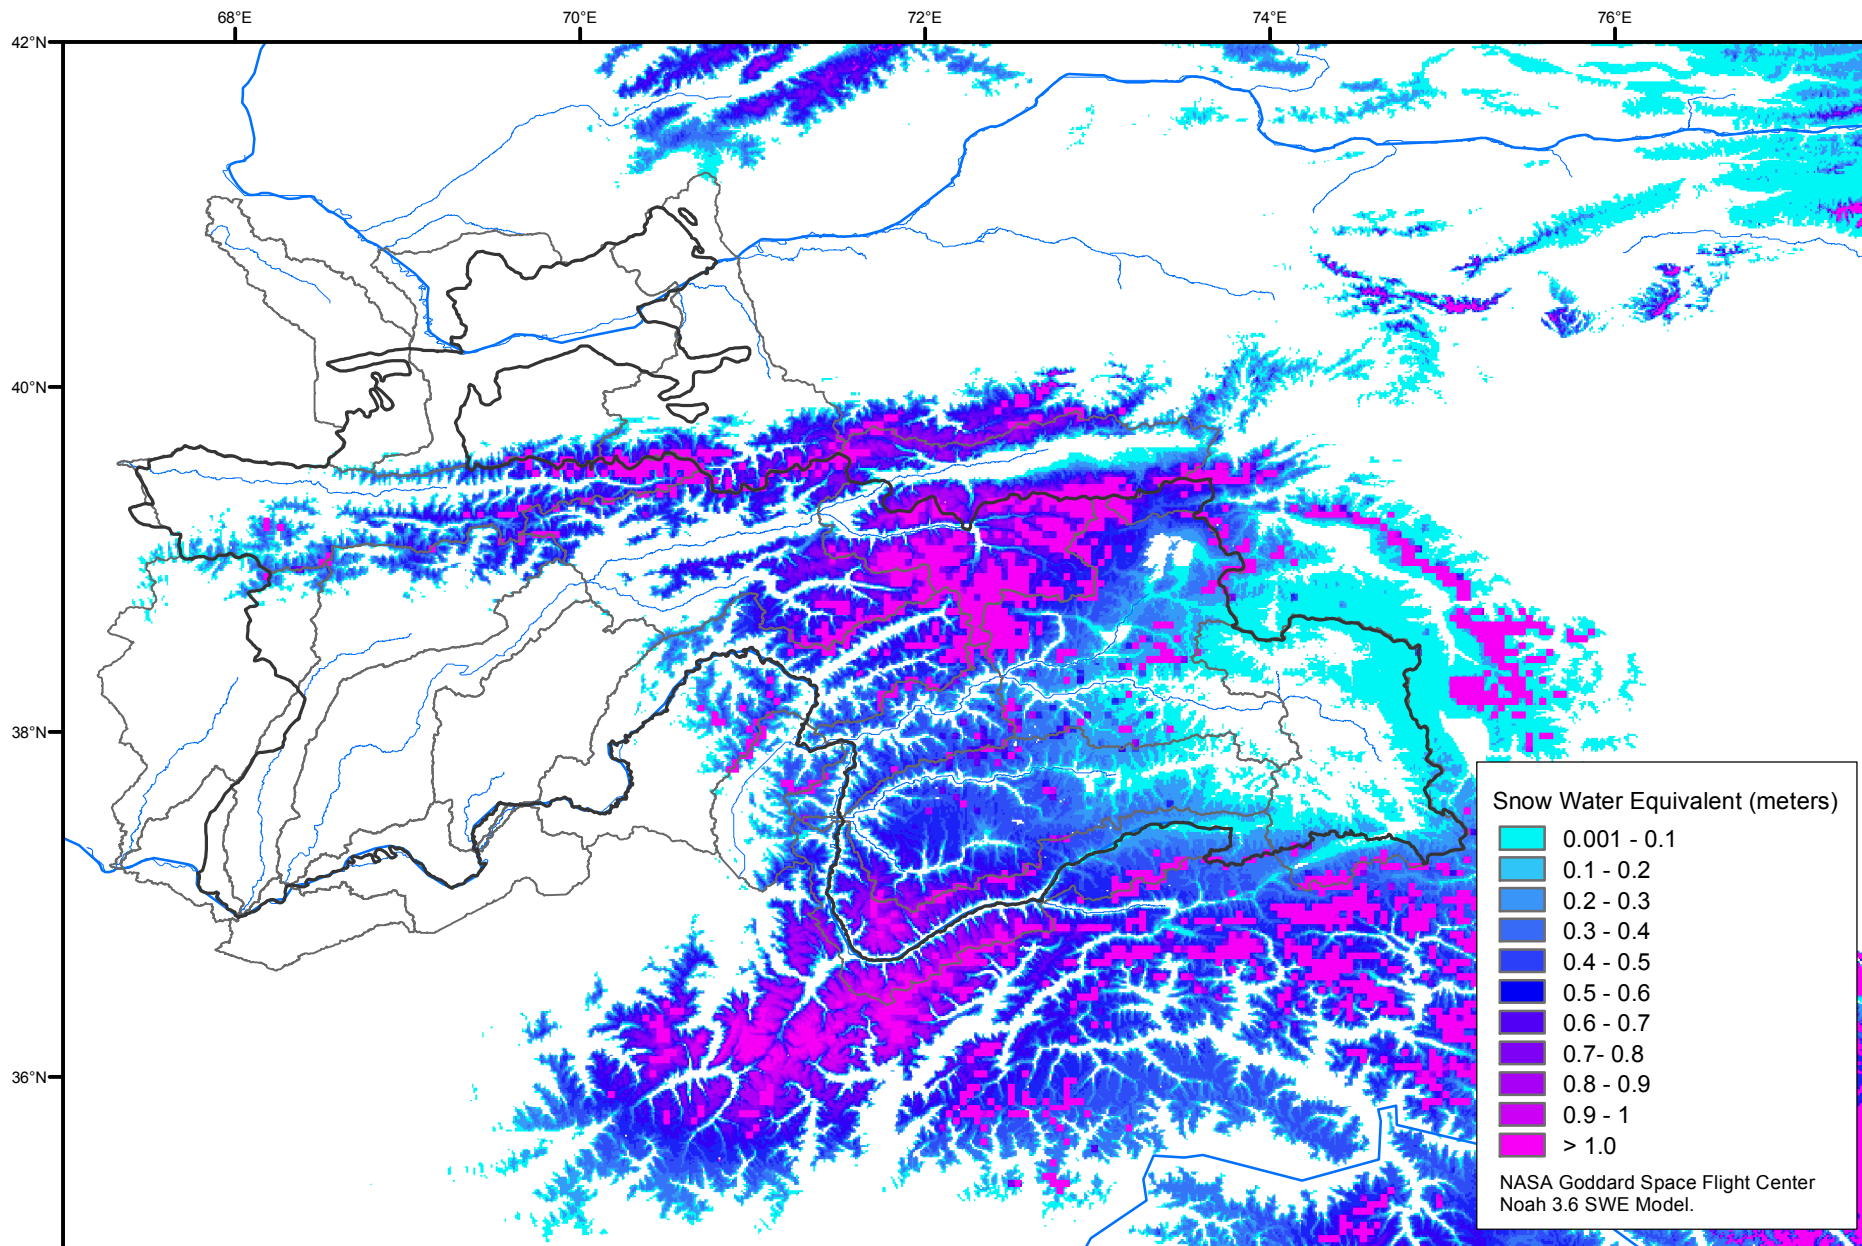 68°E
70°E
72°E
74°E
76°E
42°N
40°N
38°N
36°N
Snow Water Equivalent (meters)
0.001 - 0.1
0.1 - 0.2
0.2 - 0.3
0.3 - 0.4
0.4 - 0.5
0.5 - 0.6
0.6 - 0.7
0.7- 0.8
0.8 - 0.9
0.9 - 1
> 1.0
NASA Goddard Space Flight Center
Noah 3.6 SWE Model.